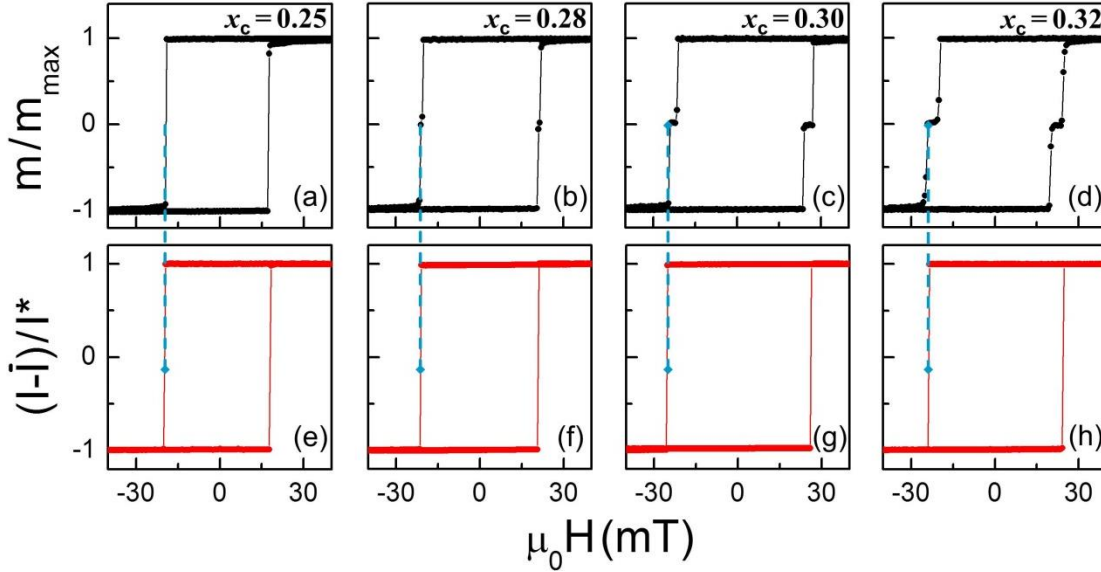 x_c = 0.25
x_c = 0.28
x_c = 0.30
x_c = 0.32
m/m_max
1
0
-1
(a)
(b)
(c)
(d)
(I-Ī)/I*
1
0
-1
(e)
(f)
(g)
(h)
-30 0 30
-30 0 30
-30 0 30
-30 0 30
μ₀H(mT)